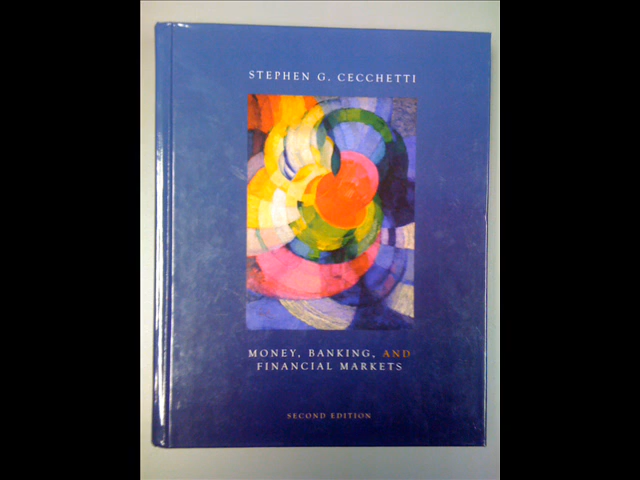 STEPHEN G. CECCHETTI
MONEY, BANKING, AND
FINANCIAL MARKETS
SECOND EDITION